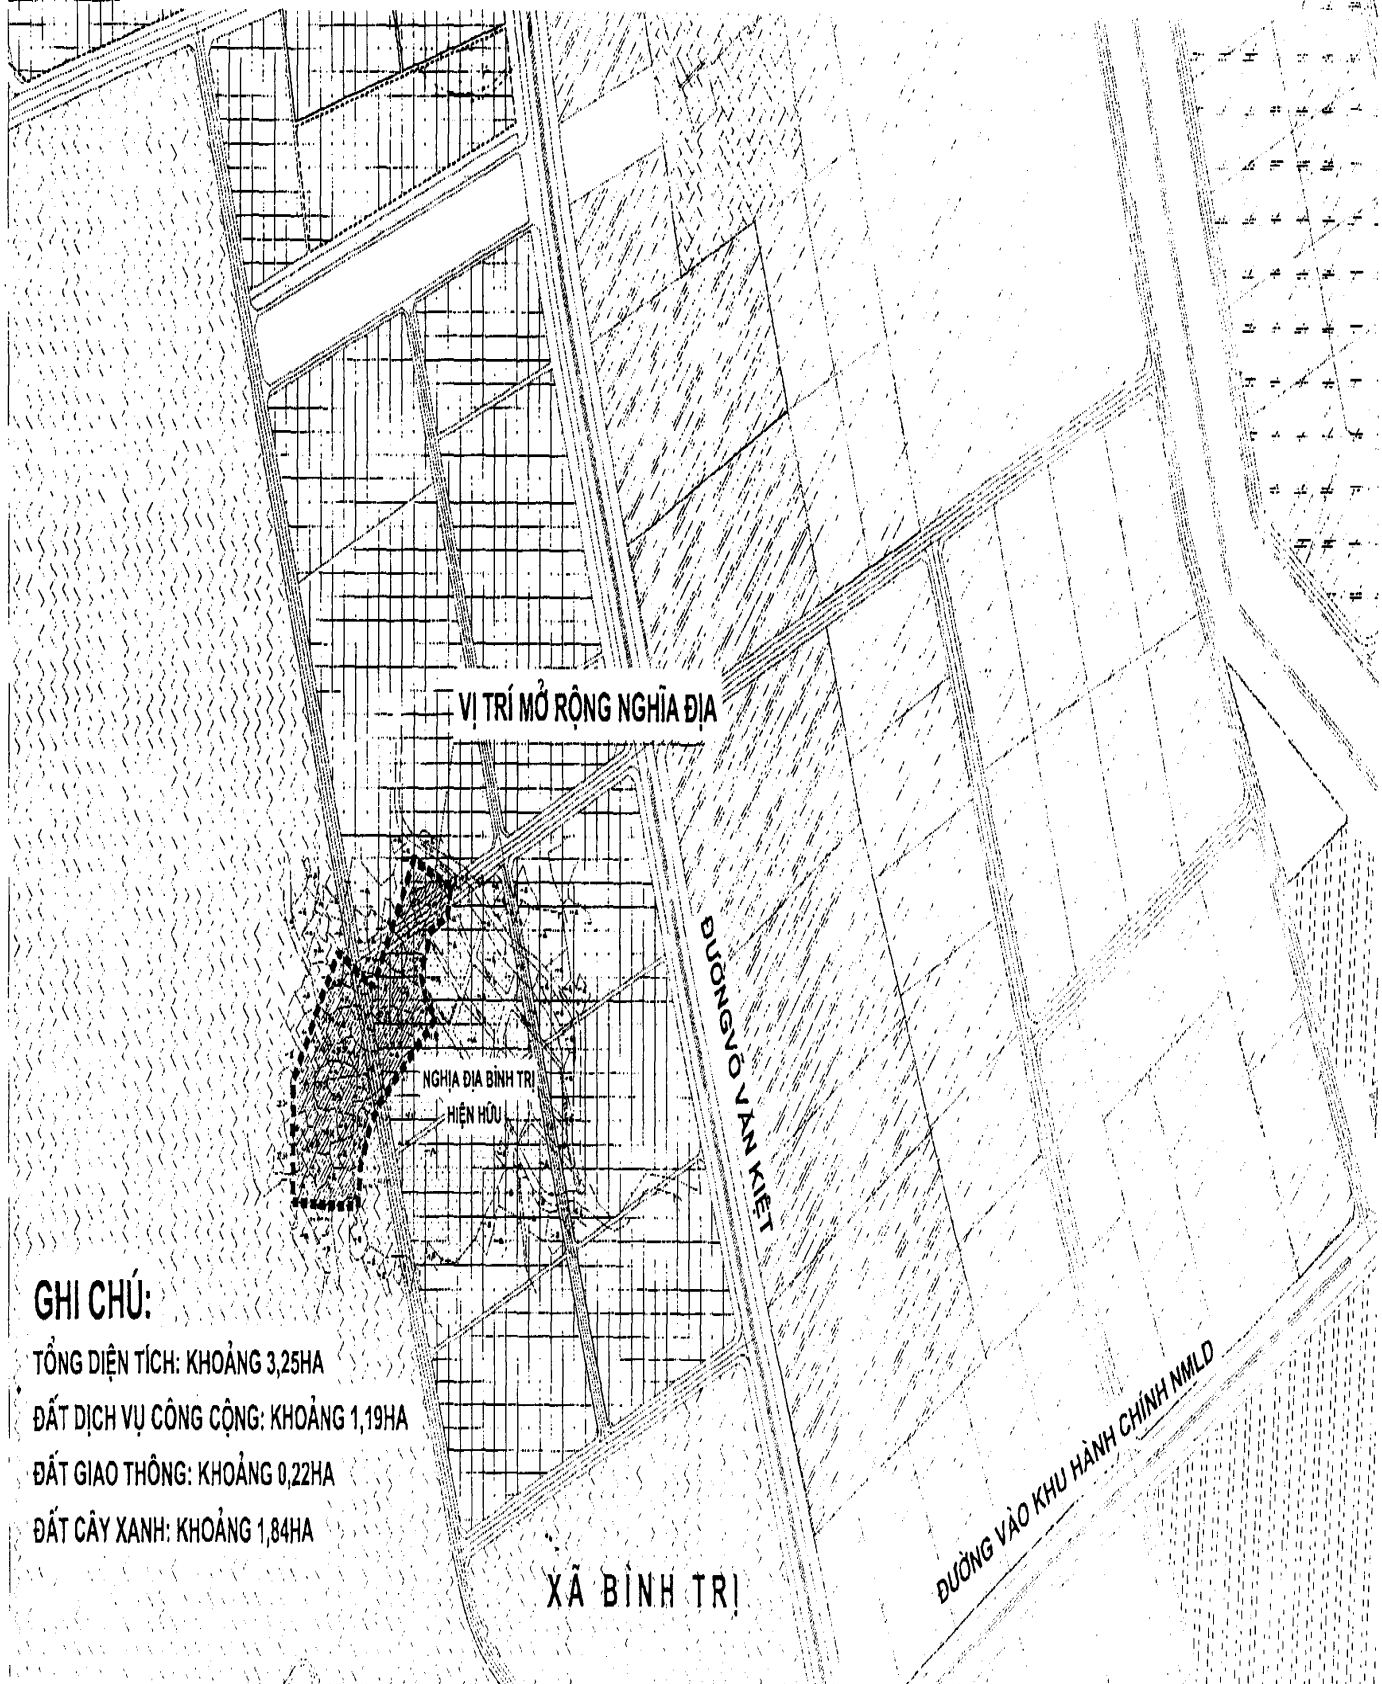 VỊ TRÍ MỞ RỘNG NGHĨA ĐỊA
ĐƯỜNG VÕ VĂN KIỆT
NGHỊA ĐỊA BÌNH TRỊ
HIỆN HỮU
GHI CHÚ:
TỔNG DIỆN TÍCH: KHOẢNG 3,25HA
ĐẤT DỊCH VỤ CÔNG CỘNG: KHOẢNG 1,19HA
ĐẤT GIAO THÔNG: KHOẢNG 0,22HA
ĐẤT CÂY XANH: KHOẢNG 1,84HA
ĐƯỜNG VÀO KHU HÀNH CHÍNH NMLD
XÃ BÌNH TRỊ